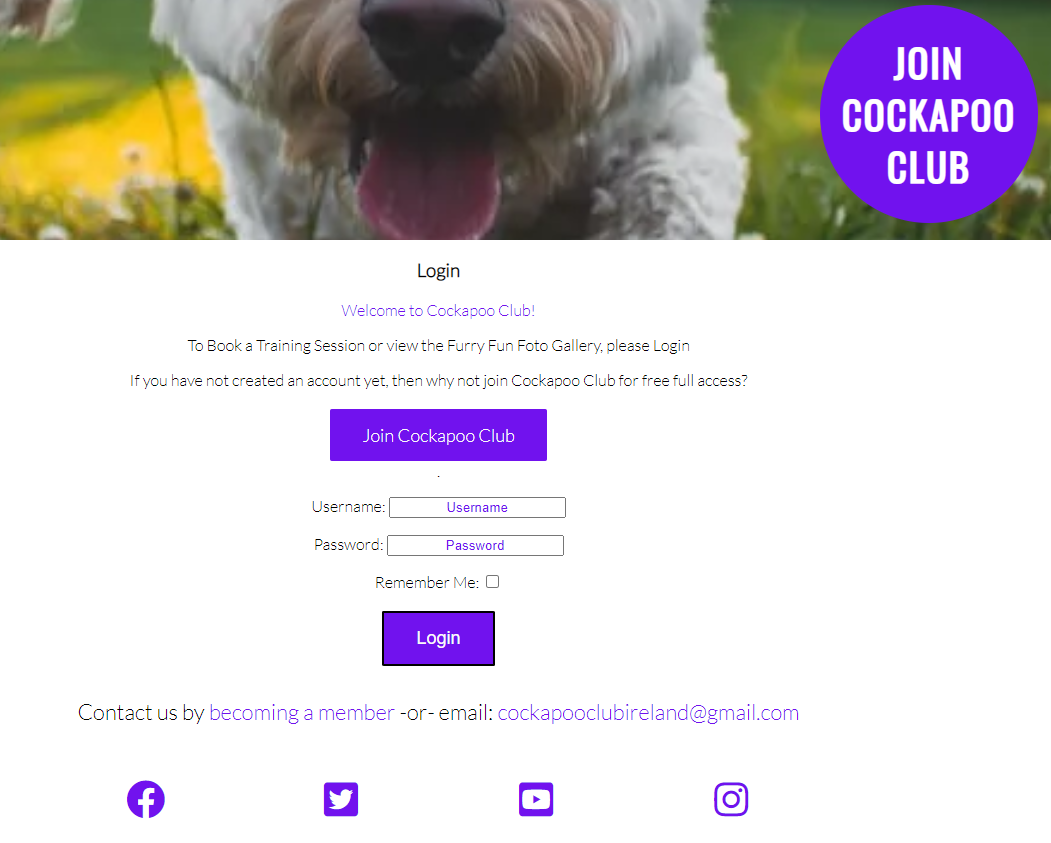 JOIN
COCKAPOO
CLUB
Login
Welcome to Cockapoo Club!
To Book a Training Session or view the Furry Fun Foto Gallery, please Login
If you have not created an account yet, then why not join Cockapoo Club for free full access?
Join Cockapoo Club
.
Username: Username
Password: Password
Remember Me:
Login
Contact us by becoming a member -or- email: cockapooclubireland@gmail.com